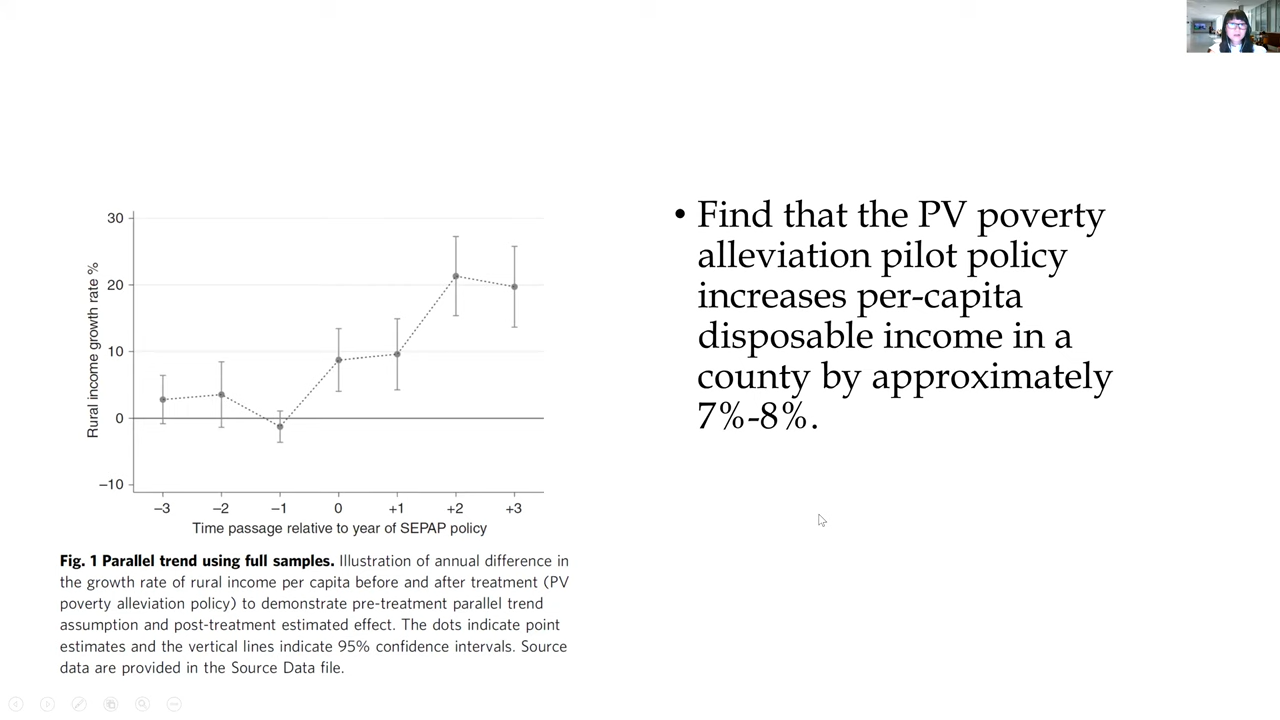 30
20
10
0
−10
Rural income growth rate %
−3 −2 −1 0 +1 +2 +3
Time passage relative to year of SEPAP policy
Fig. 1 Parallel trend using full samples. Illustration of annual difference in
the growth rate of rural income per capita before and after treatment (PV
poverty alleviation policy) to demonstrate pre-treatment parallel trend
assumption and post-treatment estimated effect. The dots indicate point
estimates and the vertical lines indicate 95% confidence intervals. Source
data are provided in the Source Data file.
• Find that the PV poverty
alleviation pilot policy
increases per-capita
disposable income in a
county by approximately
7%-8%.